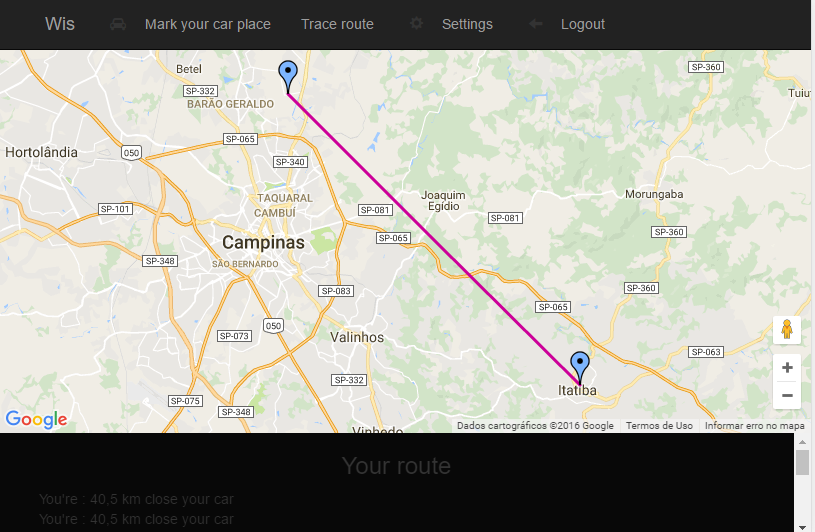 Wis Mark your car place Trace route Settings Logout
Betel
SP-360
SP-332
Tuiut
BARÃO GERALDO
SP-065
Hortolândia
050
SP-340
Joaquim
Egídio
Morungaba
TAQUARAL
CAMBUÍ
SP-101
SP-081
SP-081
SP-360
SP-065
Campinas
SP-348
SÃO BERNARDO
SP-083
SP-360
SP-065
050
SP-073
Valinhos
SP-063
SP-332
Itatiba
SP-075
SP-348
Vinhedo
Google
Dados cartográficos ©2016 Google Termos de Uso Informar erro no mapa
Your route
You're : 40,5 km close your car
You're : 40,5 km close your car